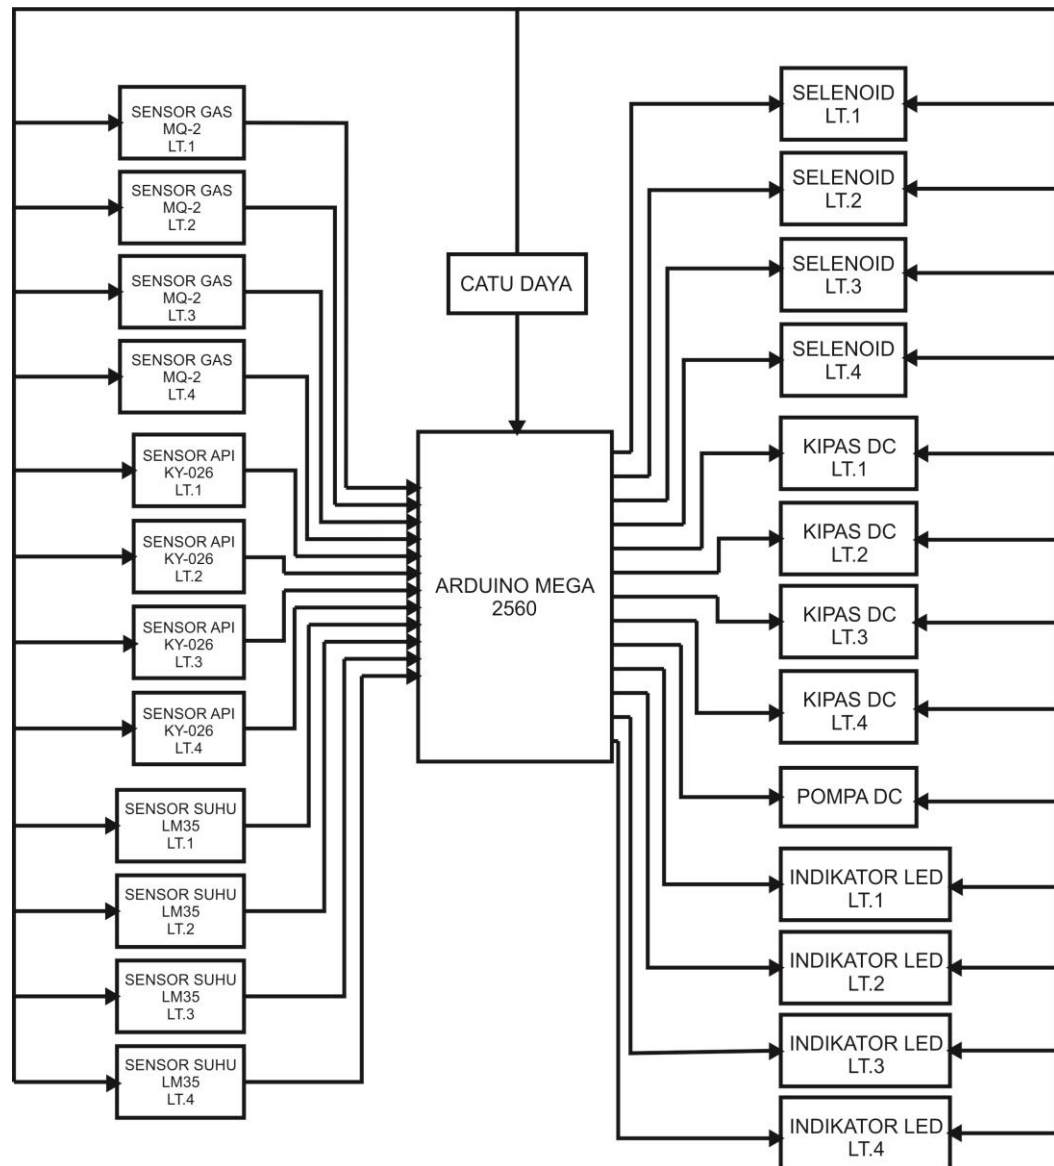 SENSOR GAS
MQ-2
LT.1
SENSOR GAS
MQ-2
LT.2
SENSOR GAS
MQ-2
LT.3
SENSOR GAS
MQ-2
LT.4
SENSOR API
KY-026
LT.1
SENSOR API
KY-026
LT.2
SENSOR API
KY-026
LT.3
SENSOR API
KY-026
LT.4
SENSOR SUHU
LM35
LT.1
SENSOR SUHU
LM35
LT.2
SENSOR SUHU
LM35
LT.3
SENSOR SUHU
LM35
LT.4
CATU DAYA
ARDUINO MEGA
2560
SELENOID
LT.1
SELENOID
LT.2
SELENOID
LT.3
SELENOID
LT.4
KIPAS DC
LT.1
KIPAS DC
LT.2
KIPAS DC
LT.3
KIPAS DC
LT.4
POMPA DC
INDIKATOR LED
LT.1
INDIKATOR LED
LT.2
INDIKATOR LED
LT.3
INDIKATOR LED
LT.4